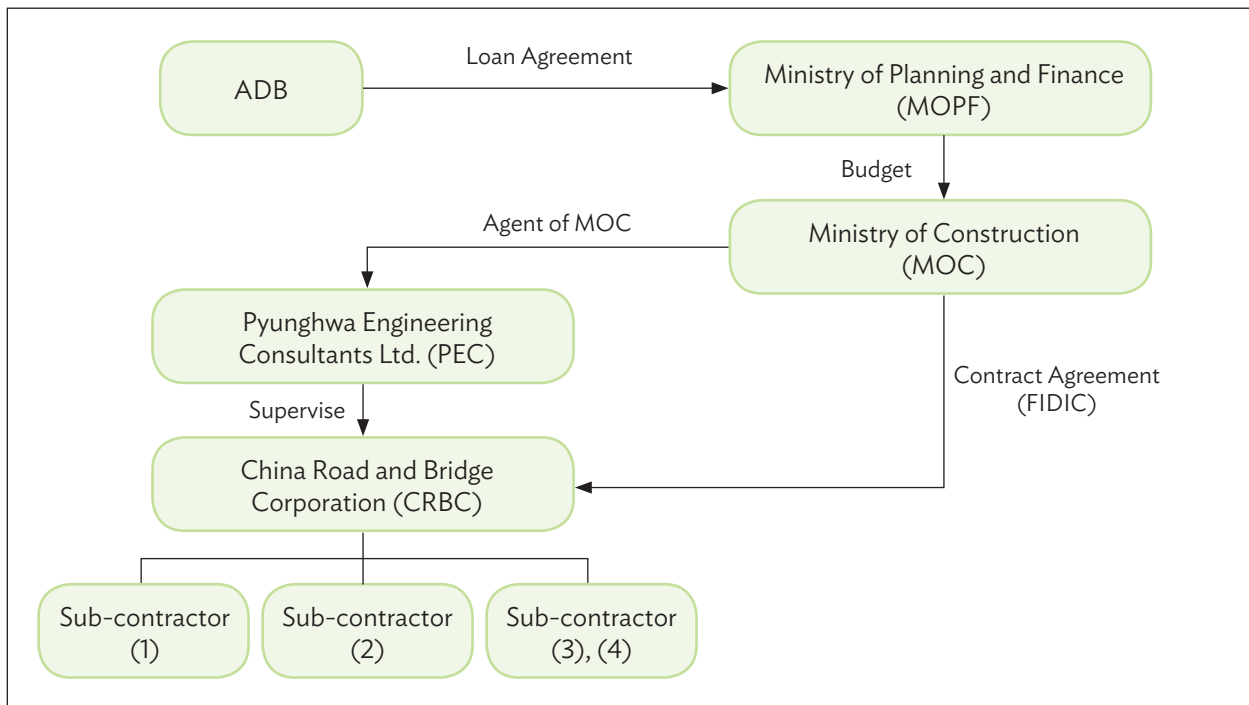 ADB
Loan Agreement
Ministry of Planning and Finance
(MOPF)
Budget
Agent of MOC
Ministry of Construction
(MOC)
Pyunghwa Engineering
Consultants Ltd. (PEC)
Contract Agreement
(FIDIC)
Supervise
China Road and Bridge
Corporation (CRBC)
Sub-contractor
(1)
Sub-contractor
(2)
Sub-contractor
(3), (4)